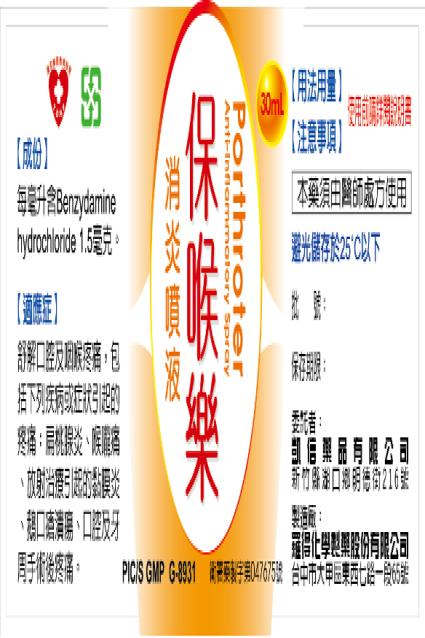 【成份】
每毫升含Benzydamine
hydrochloride 1.5毫克。
【適應症】
舒解口腔及咽喉疼痛，包
括下列疾病或症狀引起的
疼痛：扁桃腺炎、喉嚨痛
、放射治療引起的黏膜炎
、鵝口瘡潰瘍、口腔及牙
周手術後疼痛。
保喉樂
消炎噴液
Porthroter
Anti-inflammatory Spray
30mL
PIC/S GMP G-8931 衛署藥製字第047675號
【用法用量】
【注意事項】
使用前請詳閱說明書
本藥須由醫師處方使用
避光儲存於25°C以下
批　號：
保存期限：
委託者：
凱信藥品有限公司
新竹縣湖口鄉明德街216號
製造廠：
羅得化學製藥股份有限公司
台中市大甲區東西七路一段65號